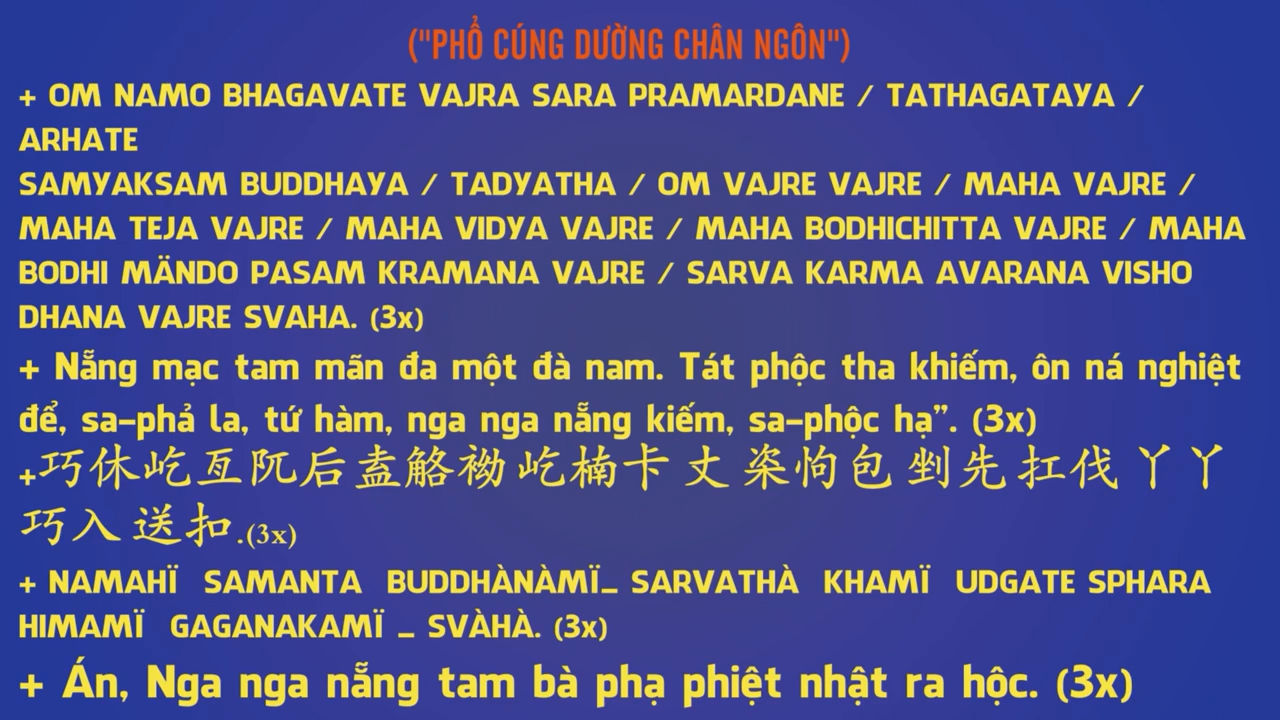 ("PHỔ CÚNG DƯỜNG CHÂN NGÔN")
+ OM NAMO BHAGAVATE VAJRA SARA PRAMARDANE / TATHAGATAYA /
ARHATE
SAMYAKSAM BUDDHAYA / TADYATHA / OM VAJRE VAJRE / MAHA VAJRE /
MAHA TEJA VAJRE / MAHA VIDYA VAJRE / MAHA BODHICHITTA VAJRE / MAHA
BODHI MÄNDO PASAM KRAMANA VAJRE / SARVA KARMA AVARANA VISHO
DHANA VAJRE SVAHA. (3x)
+ Nẵng mạc tam mãn đa một đà nam. Tát phộc tha khiếm, ôn ná nghiệt
để, sa-phả la, tứ hàm, nga nga nẵng kiếm, sa-phộc hạ”. (3x)
+巧休屹亙阢后盍觡袎屹楠卡丈姿怐包剉先扛伐丫丫
巧入送扣.(3x)
+ NAMAHÏ SAMANTA BUDDHÀNÀMÏ_ SARVATHÀ KHAMÏ UDGATE SPHARA
HIMAMÏ GAGANAKAMÏ _ SVÀHÀ. (3x)
+ Án, Nga nga nẵng tam bà phạ phiệt nhật ra hộc. (3x)